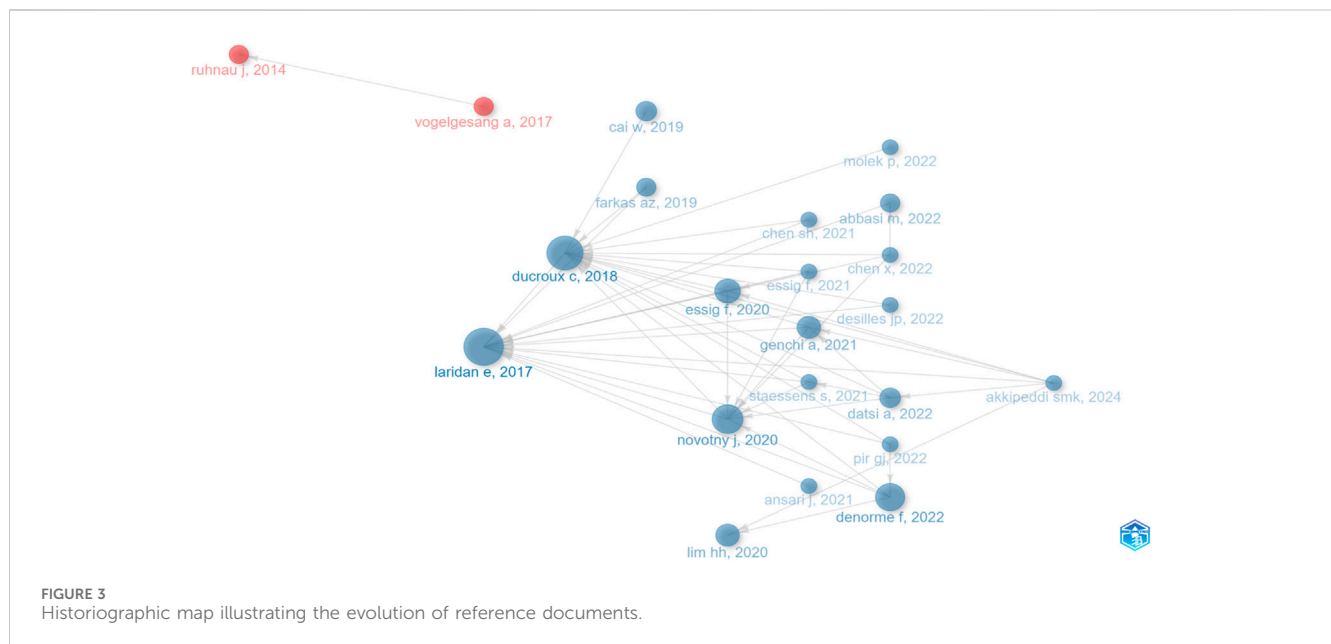 ruhnau j, 2014
vogelgesang a, 2017
cai w, 2019
molek p, 2022
farkas az, 2019
abbasi m, 2022
chen sh, 2021
ducroux c, 2018
chen x, 2022
essig f, 2021
essig f, 2020
desilles jp, 2022
genchi a, 2021
laridan e, 2017
staessens s, 2021
akkipeddi smk, 2024
datsi a, 2022
novotny j, 2020
pir gj, 2022
ansari j, 2021
denorme f, 2022
lim hh, 2020
FIGURE 3
Historiographic map illustrating the evolution of reference documents.